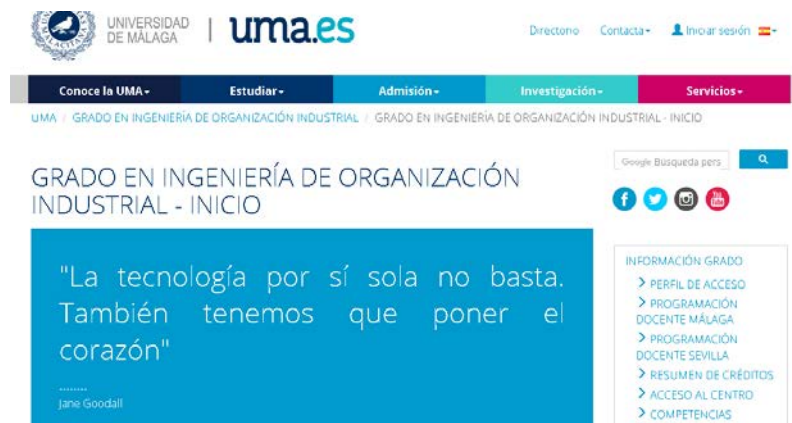 UNIVERSIDAD
DE MÁLAGA
uma.es
Directorio Contacta Iniciar sesión
Conoce la UMA Estudiar Admisión Investigación Servicios
UMA / GRADO EN INGENIERÍA DE ORGANIZACIÓN INDUSTRIAL / GRADO EN INGENIERÍA DE ORGANIZACIÓN INDUSTRIAL - INICIO
Google Búsqueda pers
GRADO EN INGENIERÍA DE ORGANIZACIÓN
INDUSTRIAL - INICIO
"La tecnología por sí sola no basta.
También tenemos que poner el
corazón"
Jane Goodall
INFORMACIÓN GRADO
PERFIL DE ACCESO
PROGRAMACIÓN
DOCENTE MÁLAGA
PROGRAMACIÓN
DOCENTE SEVILLA
RESUMEN DE CRÉDITOS
ACCESO AL CENTRO
COMPETENCIAS